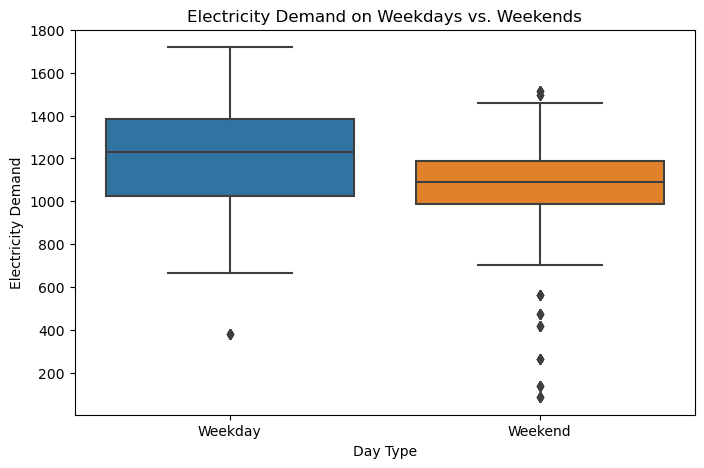 Electricity Demand on Weekdays vs. Weekends
1800
1600
1400
1200
1000
800
600
400
200
Electricity Demand
Weekday
Weekend
Day Type